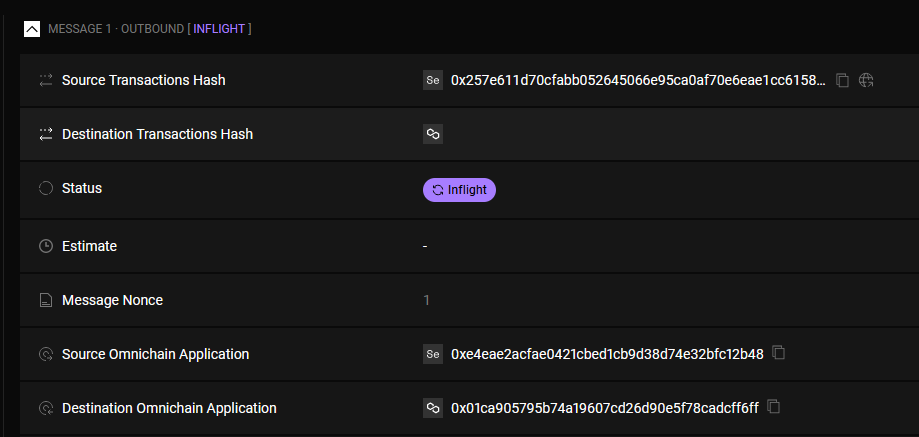 MESSAGE 1 · OUTBOUND [ INFLIGHT ]
Source Transactions Hash Se 0x257e611d70cfabb052645066e95ca0af70e6eae1cc6158...
Destination Transactions Hash
Status Inflight
Estimate -
Message Nonce 1
Source Omnichain Application Se 0xe4eae2acfae0421cbed1cb9d38d74e32bfc12b48
Destination Omnichain Application 0x01ca905795b74a19607cd26d90e5f78cadcff6ff